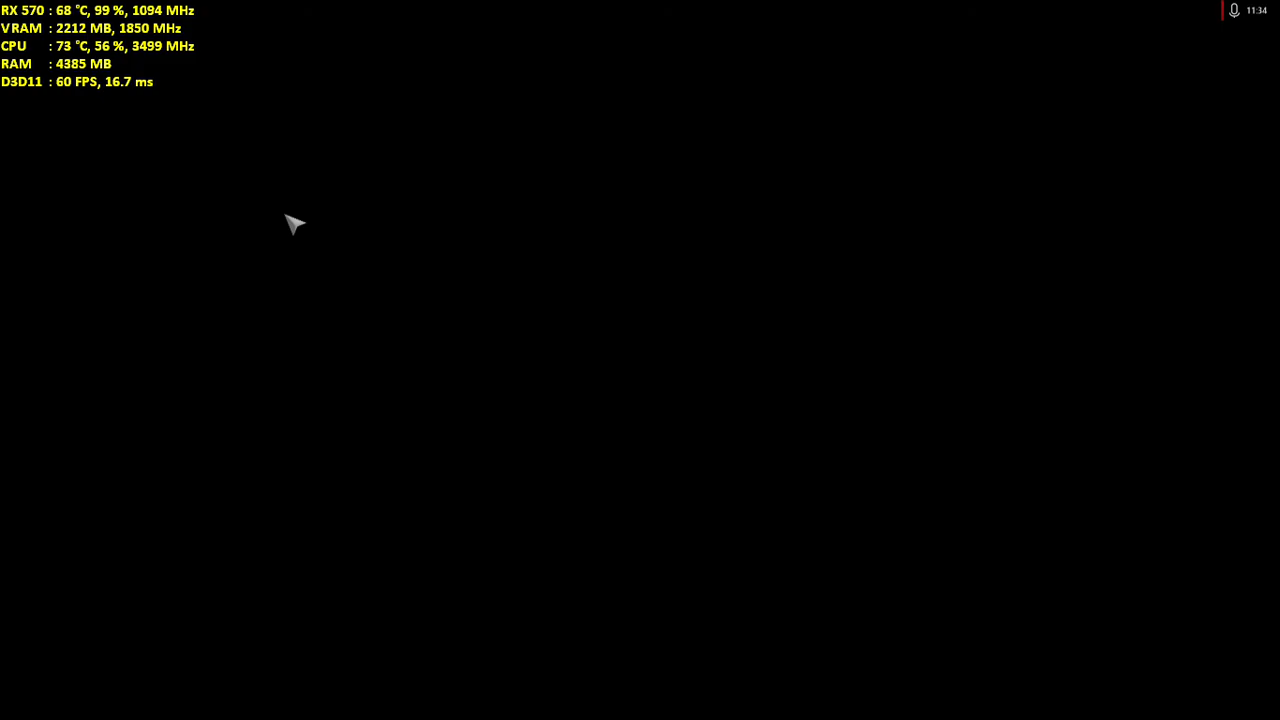 RX 570 : 68 °C, 99 %, 1094 MHz
VRAM : 2212 MB, 1850 MHz
CPU : 73 °C, 56 %, 3499 MHz
RAM : 4385 MB
D3D11 : 60 FPS, 16.7 ms
11:34